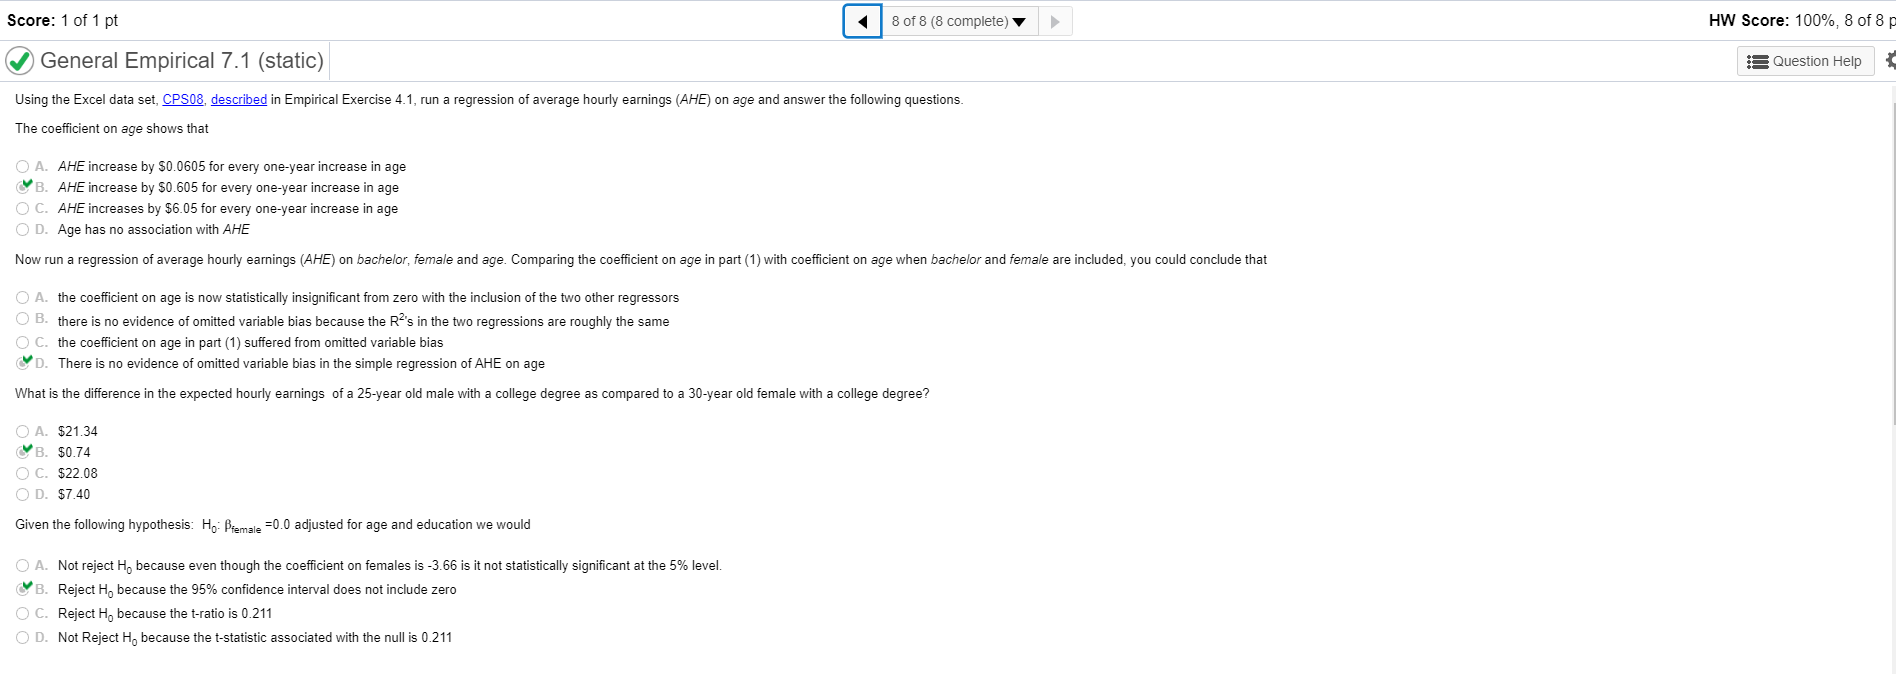 Score: 1 of 1 pt
8 of 8 (8 complete)
HW Score: 100%, 8 of 8 p
General Empirical 7.1 (static)
Question Help
Using the Excel data set, CPS08, described in Empirical Exercise 4.1, run a regression of average hourly earnings (AHE) on age and answer the following questions.
The coefficient on age shows that
A. AHE increase by $0.0605 for every one-year increase in age
B. AHE increase by $0.605 for every one-year increase in age
C. AHE increases by $6.05 for every one-year increase in age
D. Age has no association with AHE
Now run a regression of average hourly earnings (AHE) on bachelor, female and age. Comparing the coefficient on age in part (1) with coefficient on age when bachelor and female are included, you could conclude that
A. the coefficient on age is now statistically insignificant from zero with the inclusion of the two other regressors
B. there is no evidence of omitted variable bias because the R²'s in the two regressions are roughly the same
C. the coefficient on age in part (1) suffered from omitted variable bias
D. There is no evidence of omitted variable bias in the simple regression of AHE on age
What is the difference in the expected hourly earnings of a 25-year old male with a college degree as compared to a 30-year old female with a college degree?
A. $21.34
B. $0.74
C. $22.08
D. $7.40
Given the following hypothesis: H₀: βfemale =0.0 adjusted for age and education we would
A. Not reject H₀ because even though the coefficient on females is -3.66 is it not statistically significant at the 5% level.
B. Reject H₀ because the 95% confidence interval does not include zero
C. Reject H₀ because the t-ratio is 0.211
D. Not Reject H₀ because the t-statistic associated with the null is 0.211